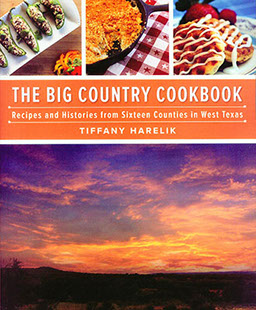 THE BIG COUNTRY COOKBOOK
Recipes and Histories from Sixteen Counties in West Texas
TIFFANY HARELIK